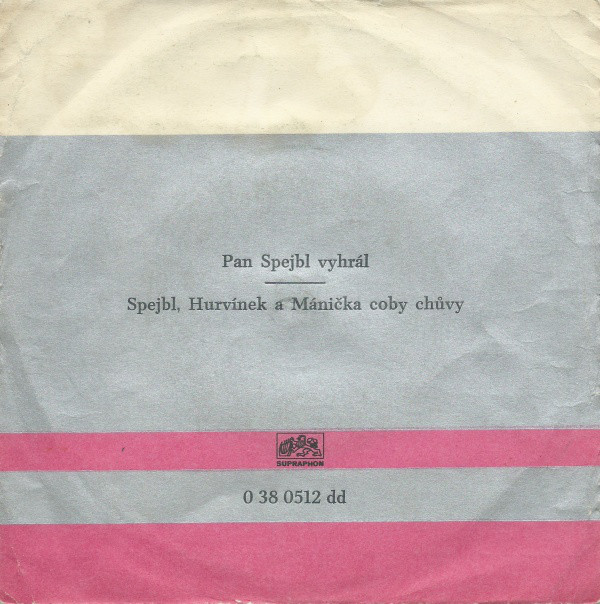 Pan Spejbl vyhrál
Spejbl, Hurvínek a Mánička coby chůvy
SUPRAPHON
0 38 0512 dd